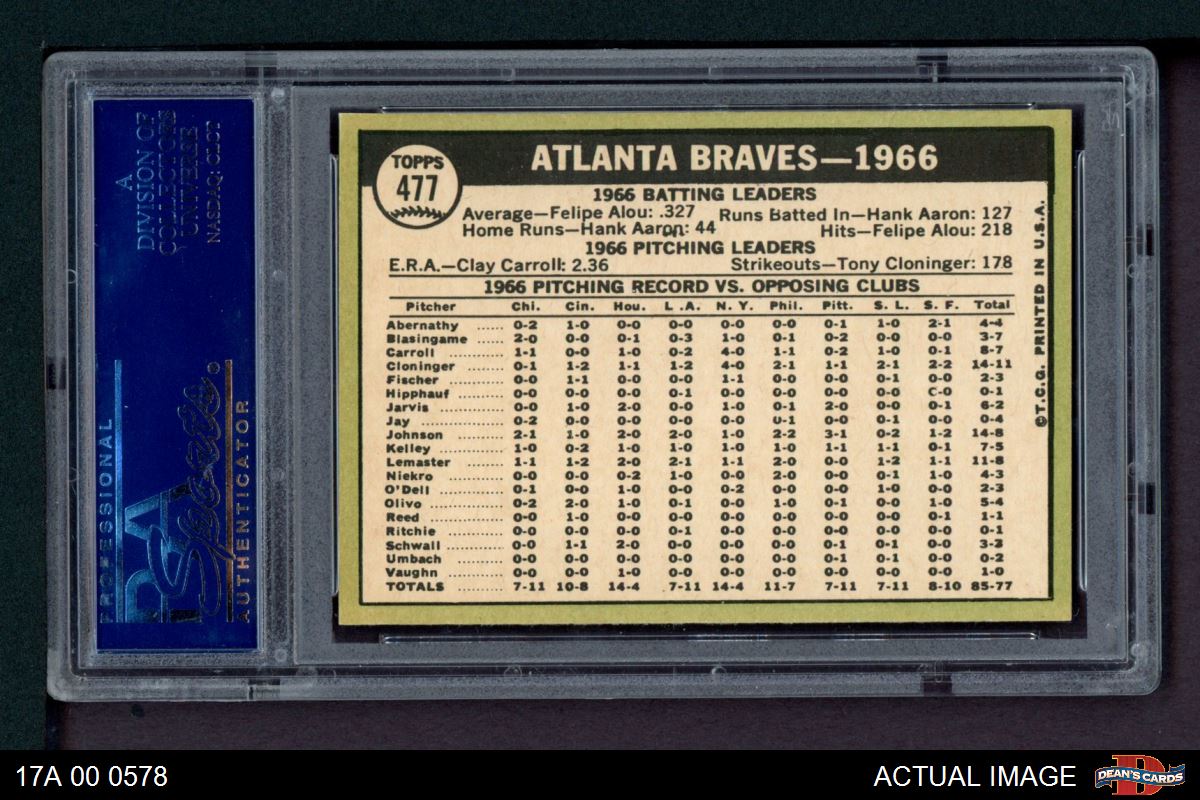 A
DIVISION OF
COLLECTORS
UNIVERSE
NASDAQ: CLCT
PROFESSIONAL
PSA
Sports
AUTHENTICATOR
TOPPS
477
ATLANTA BRAVES—1966
1966 BATTING LEADERS
Average—Felipe Alou: .327 Runs Batted In—Hank Aaron: 127
Home Runs—Hank Aaron: 44 Hits—Felipe Alou: 218
1966 PITCHING LEADERS
E.R.A.—Clay Carroll: 2.36 Strikeouts—Tony Cloninger: 178
1966 PITCHING RECORD VS. OPPOSING CLUBS
Pitcher Chi. Cin. Hou. L.A. N.Y. Phil. Pitt. S.L. S.F. Total
Abernathy ...... 0-2 1-0 0-0 0-0 0-0 0-0 0-1 1-0 2-1 4-4
Blasingame ...... 2-0 0-0 0-1 0-3 1-0 0-1 0-2 0-0 0-0 3-7
Carroll ............ 1-1 0-0 1-0 0-2 4-0 1-1 0-2 1-0 0-1 8-7
Cloninger ........ 0-1 1-2 1-1 1-2 4-0 2-1 1-1 2-1 2-2 14-11
Fischer ............ 0-0 1-1 0-0 0-0 1-1 0-0 0-0 0-0 0-0 2-3
Hipphauf .......... 0-0 0-0 0-0 0-1 0-0 0-0 0-0 0-0 0-0 0-1
Jarvis .............. 0-0 1-0 2-0 0-0 1-0 0-1 2-0 0-0 0-1 6-2
Jay .................. 0-2 0-0 0-0 0-0 0-0 0-1 0-0 0-1 0-0 0-4
Johnson .......... 2-1 1-0 2-0 2-0 1-0 2-2 3-1 0-2 1-2 14-8
Kelley .............. 1-0 0-2 1-0 1-0 1-0 1-0 1-1 1-1 0-1 7-5
Lemaster .......... 1-1 1-2 2-0 2-1 1-1 2-0 0-0 1-2 1-1 11-8
Niekro .............. 0-0 0-0 0-2 1-0 0-0 2-0 0-0 0-1 1-0 4-3
O'Dell .............. 0-1 0-0 1-0 0-0 0-2 0-0 0-0 1-0 0-0 2-3
Olivo ................ 0-2 2-0 1-0 0-1 0-0 1-0 0-1 0-0 1-0 5-4
Reed ................ 0-0 1-0 0-0 0-0 0-0 0-0 0-0 0-0 0-1 1-1
Ritchie .............. 0-0 0-0 0-0 0-1 0-0 0-0 0-0 0-0 0-0 0-1
Schwall ............ 0-0 1-1 2-0 0-0 0-0 0-0 0-1 0-1 0-0 3-3
Umbach .......... 0-0 0-0 0-0 0-0 0-0 0-0 0-1 0-1 0-0 0-2
Vaughn ............ 0-0 0-0 1-0 0-0 0-0 0-0 0-0 0-0 0-0 1-0
TOTALS ............ 7-11 10-8 14-4 7-11 14-4 11-7 7-11 7-11 8-10 85-77
©T.C.G. PRINTED IN U.S.A.
17A 00 0578
ACTUAL IMAGE
DEAN'S CARDS